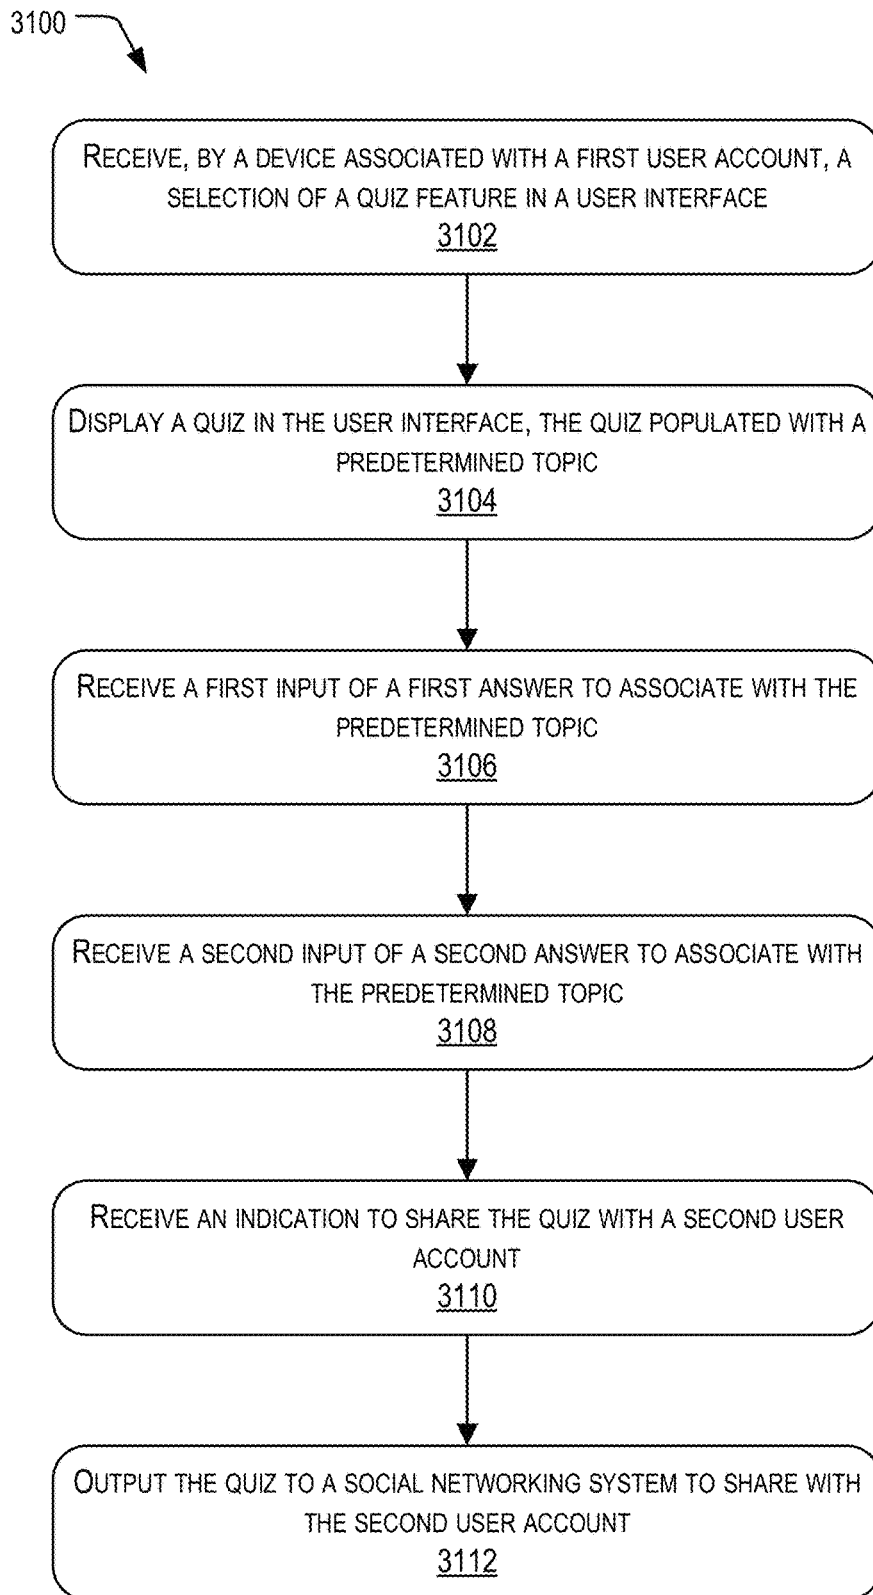 3100
RECEIVE, BY A DEVICE ASSOCIATED WITH A FIRST USER ACCOUNT, A
SELECTION OF A QUIZ FEATURE IN A USER INTERFACE
3102
DISPLAY A QUIZ IN THE USER INTERFACE, THE QUIZ POPULATED WITH A
PREDETERMINED TOPIC
3104
RECEIVE A FIRST INPUT OF A FIRST ANSWER TO ASSOCIATE WITH THE
PREDETERMINED TOPIC
3106
RECEIVE A SECOND INPUT OF A SECOND ANSWER TO ASSOCIATE WITH
THE PREDETERMINED TOPIC
3108
RECEIVE AN INDICATION TO SHARE THE QUIZ WITH A SECOND USER
ACCOUNT
3110
OUTPUT THE QUIZ TO A SOCIAL NETWORKING SYSTEM TO SHARE WITH
THE SECOND USER ACCOUNT
3112